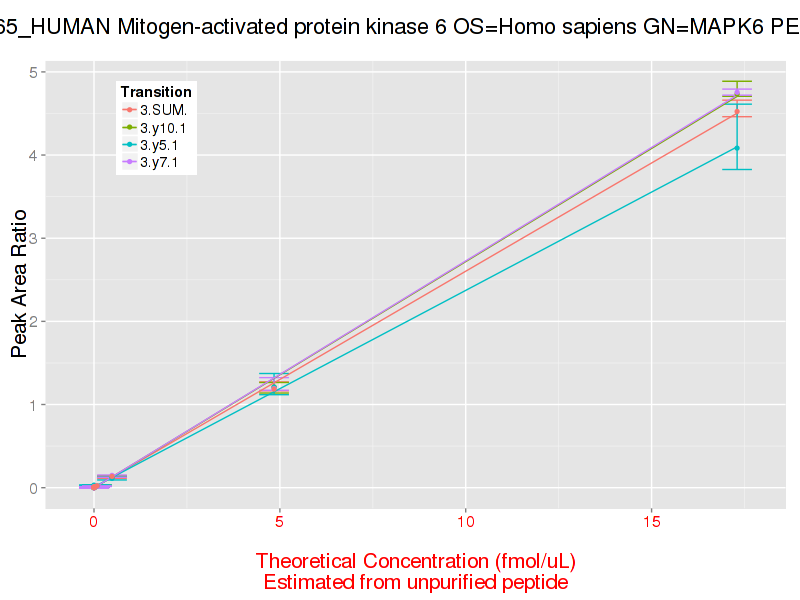 65_HUMAN Mitogen-activated protein kinase 6 OS=Homo sapiens GN=MAPK6 PE
Transition
3.SUM.
3.y10.1
3.y5.1
3.y7.1
Peak Area Ratio
5
4
3
2
1
0
0 5 10 15
Theoretical Concentration (fmol/uL)
Estimated from unpurified peptide